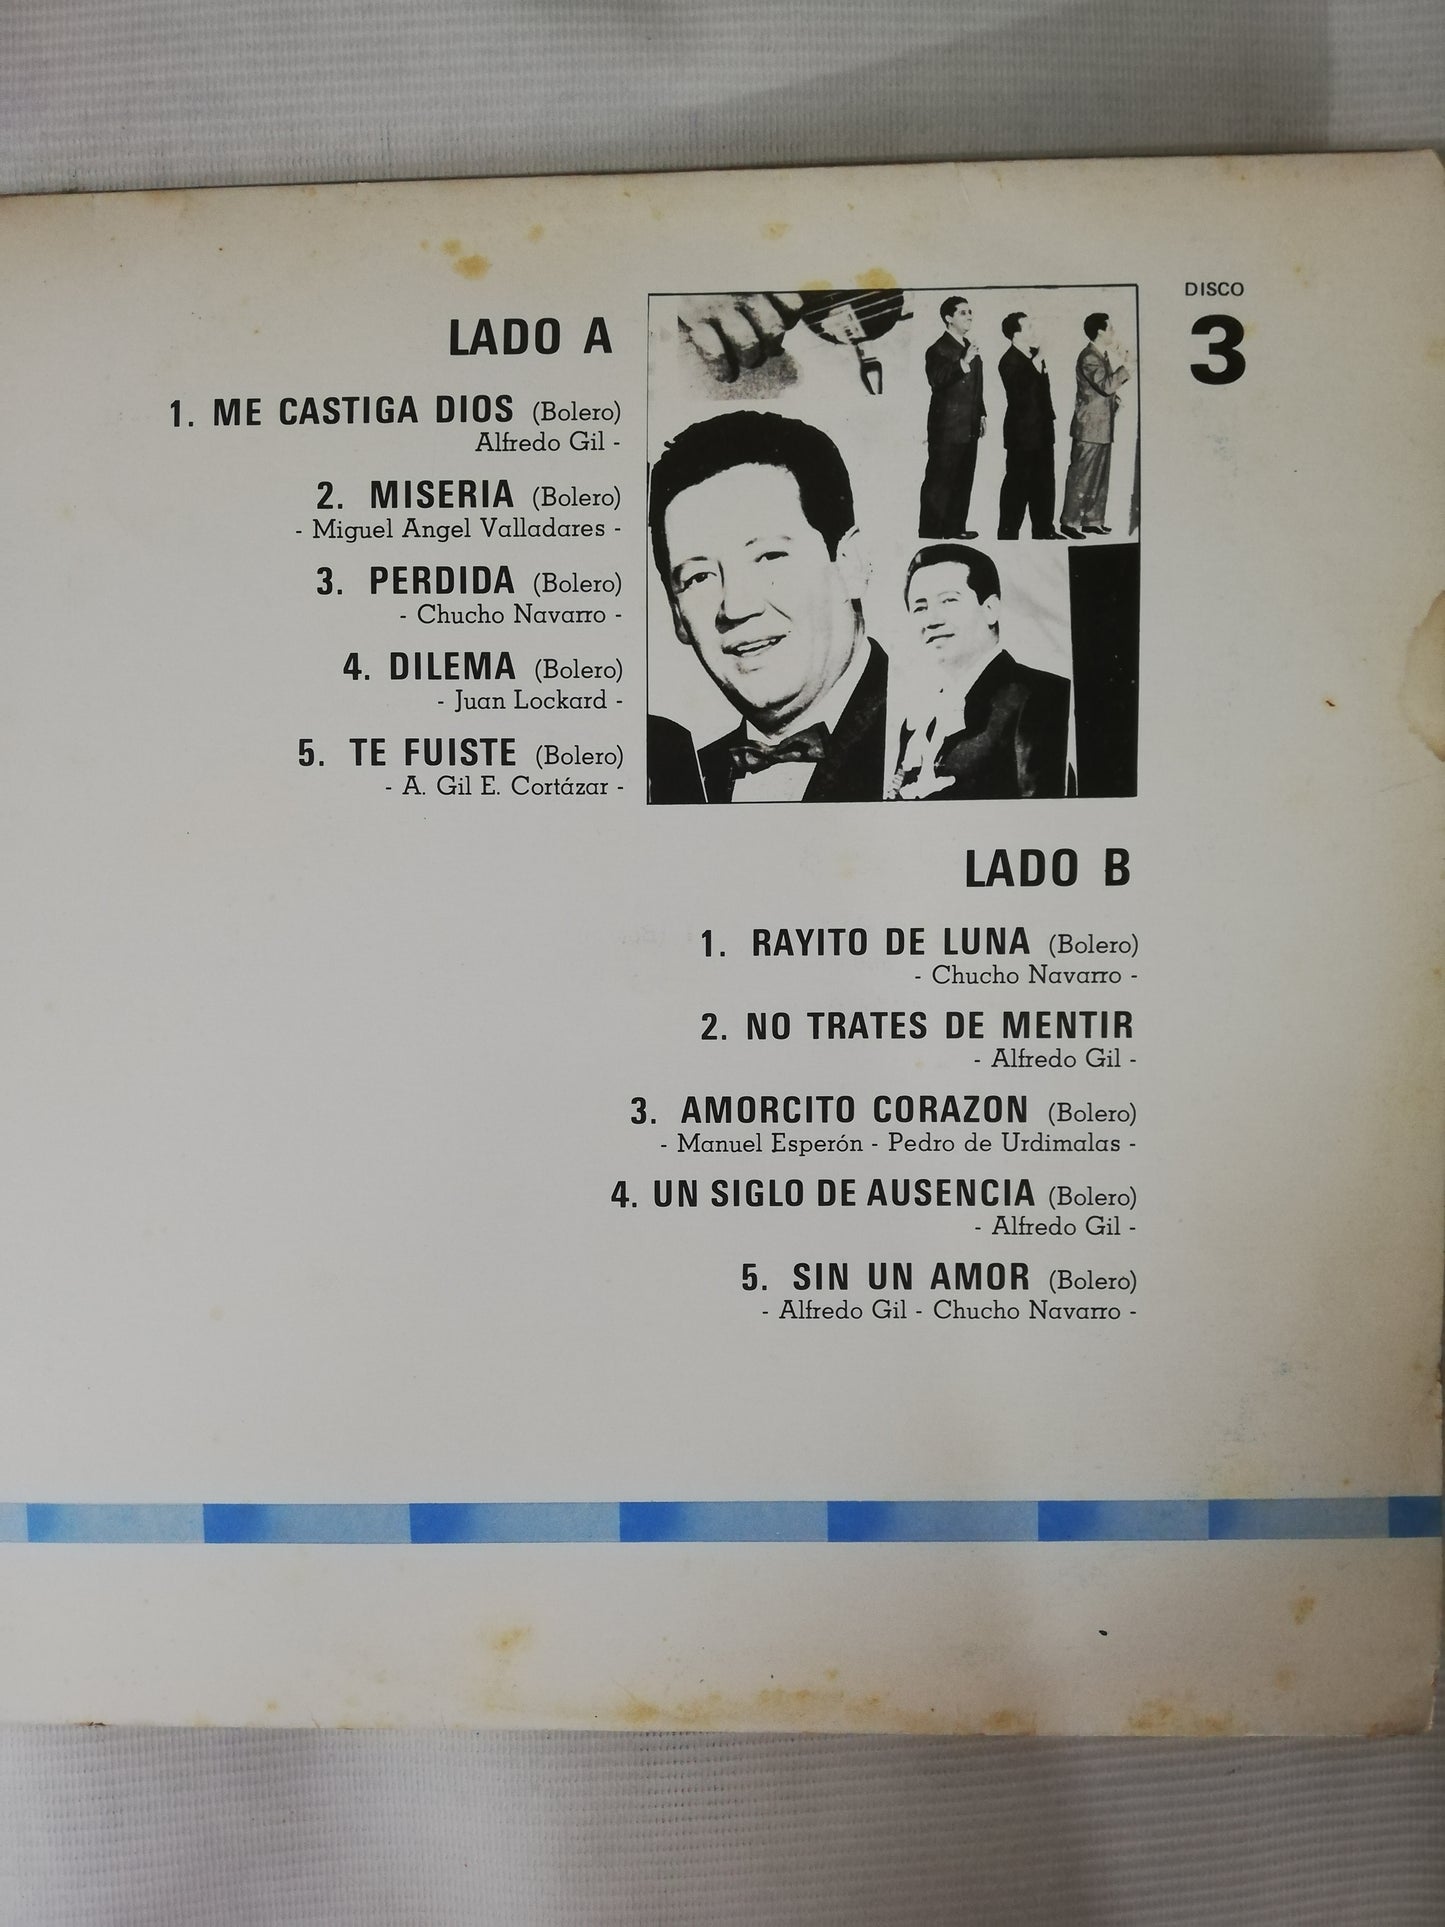 DISCO
3
LADO A
1. ME CASTIGA DIOS (Bolero)
Alfredo Gil -
2. MISERIA (Bolero)
- Miguel Angel Valladares -
3. PERDIDA (Bolero)
- Chucho Navarro -
4. DILEMA (Bolero)
- Juan Lockard -
5. TE FUISTE (Bolero)
- A. Gil E. Cortázar -
LADO B
1. RAYITO DE LUNA (Bolero)
- Chucho Navarro -
2. NO TRATES DE MENTIR
- Alfredo Gil -
3. AMORCITO CORAZON (Bolero)
- Manuel Esperón - Pedro de Urdimalas -
4. UN SIGLO DE AUSENCIA (Bolero)
- Alfredo Gil -
5. SIN UN AMOR (Bolero)
- Alfredo Gil - Chucho Navarro -